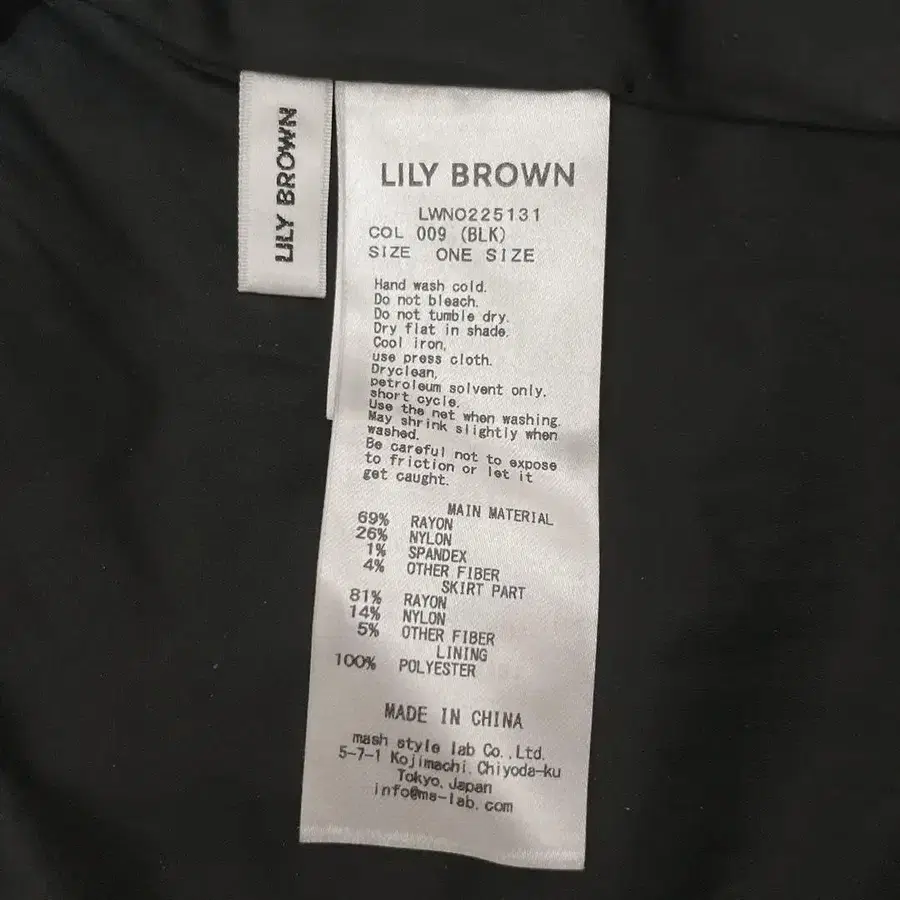 LILY BROWN
LILY BROWN
LWNO225131
COL 009 (BLK)
SIZE ONE SIZE
Hand wash cold.
Do not bleach.
Do not tumble dry.
Dry flat in shade.
Cool iron,
use press cloth.
Dryclean,
petroleum solvent only.
short cycle.
Use the net when washing.
May shrink slightly when
washed.
Be careful not to expose
to friction or let it
get caught.
MAIN MATERIAL
69% RAYON
26% NYLON
1% SPANDEX
4% OTHER FIBER
SKIRT PART
81% RAYON
14% NYLON
5% OTHER FIBER
LINING
100% POLYESTER
MADE IN CHINA
mash style lab Co.,Ltd.
5-7-1 Kojimachi, Chiyoda-ku
Tokyo, Japan
info@ms-lab.com